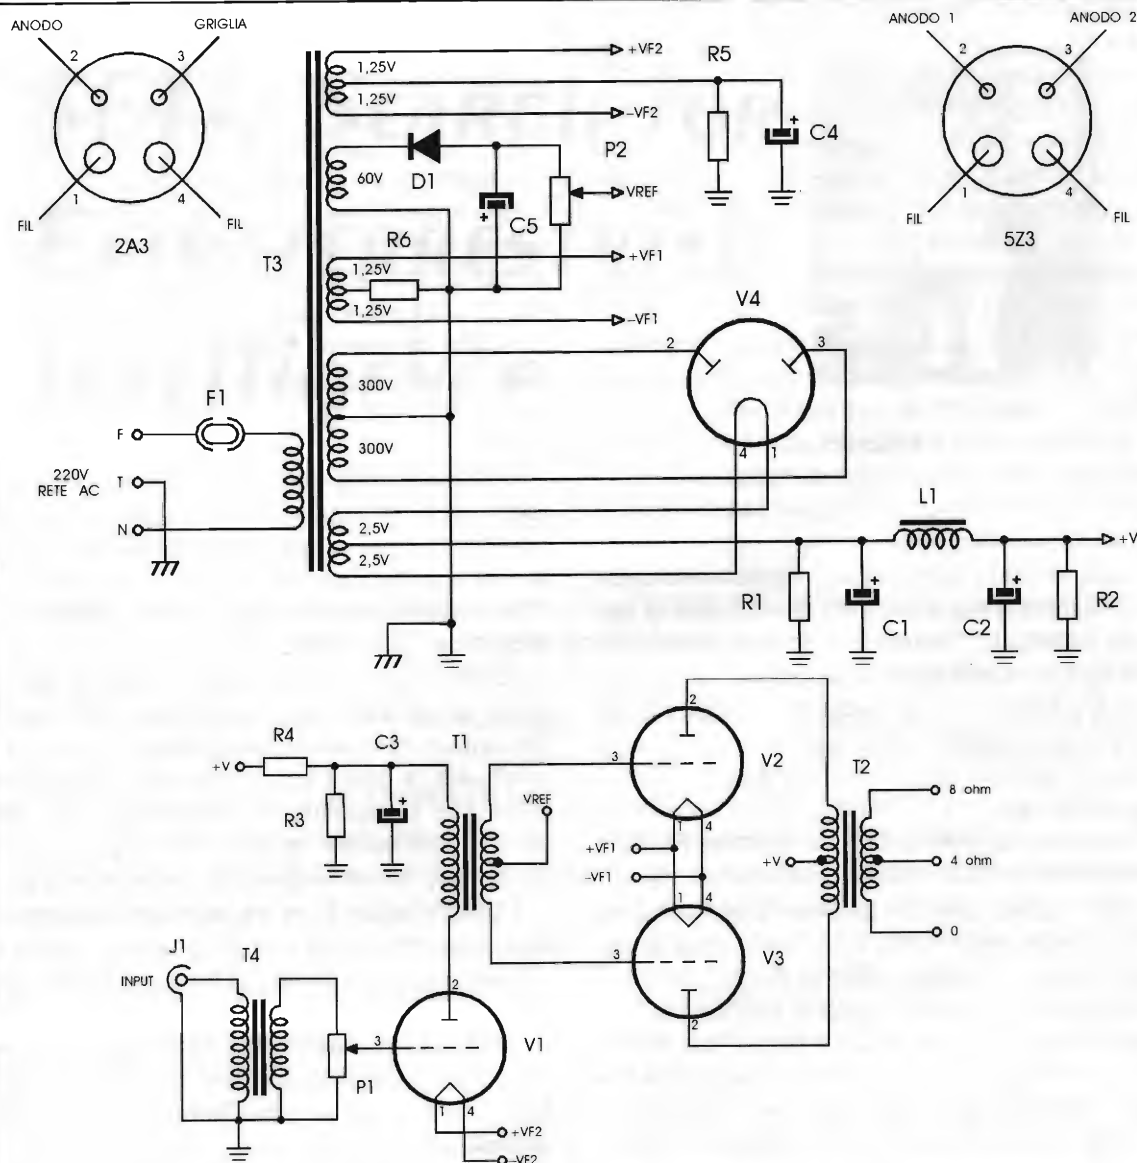 ANODO
GRIGLIA
2
3
1
4
FIL
FIL
2A3
ANODO 1
ANODO 2
2
3
1
4
FIL
FIL
5Z3
T3
1,25V
1,25V
+VF2
-VF2
R5
C4
+
60V
D1
C5
+
P2
VREF
R6
1,25V
1,25V
+VF1
-VF1
V4
2
3
4
1
300V
300V
F1
F
220V
RETE AC
T
N
2,5V
2,5V
L1
+V
R1
C1
+
C2
+
R2
+V
R4
R3
C3
+
T1
VREF
2
3
V2
1
4
+VF1
-VF1
1
4
3
V3
2
T2
+V
8 ohm
4 ohm
0
J1
INPUT
T4
P1
2
3
V1
1
4
+VF2
-VF2